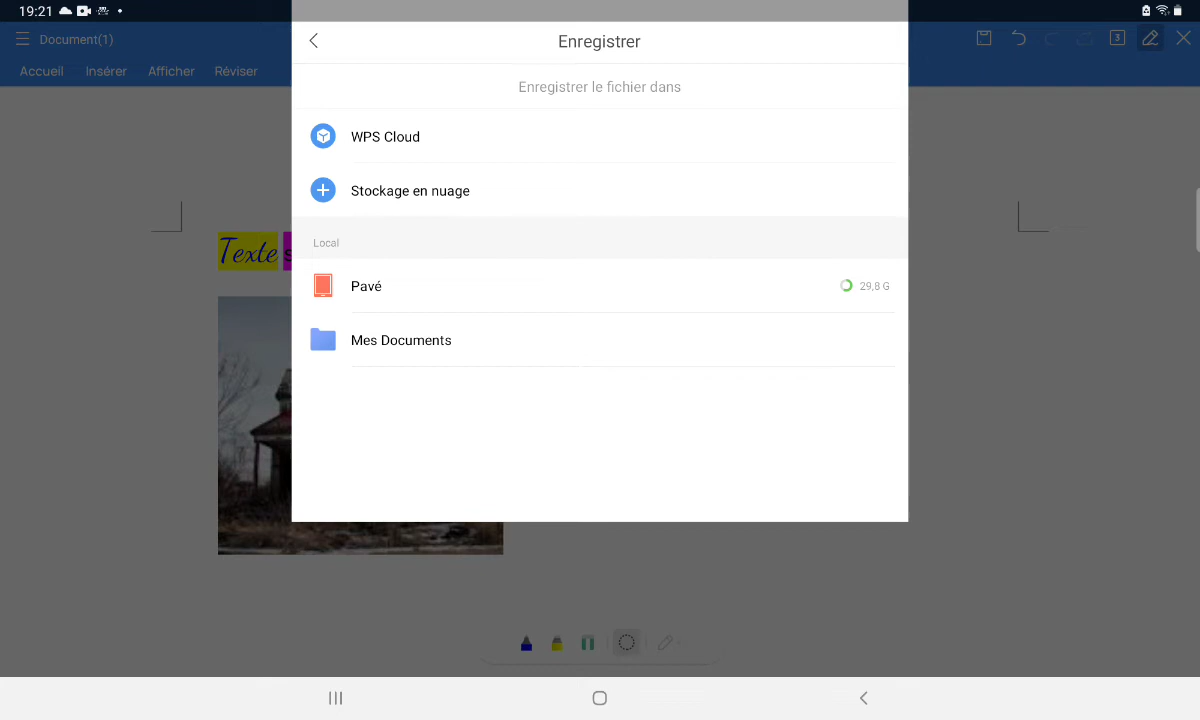 19:21
Document(1)
3
Accueil Insérer Afficher Réviser
Enregistrer
Enregistrer le fichier dans
WPS Cloud
Stockage en nuage
Local
Pavé 29,8 G
Mes Documents
Texte